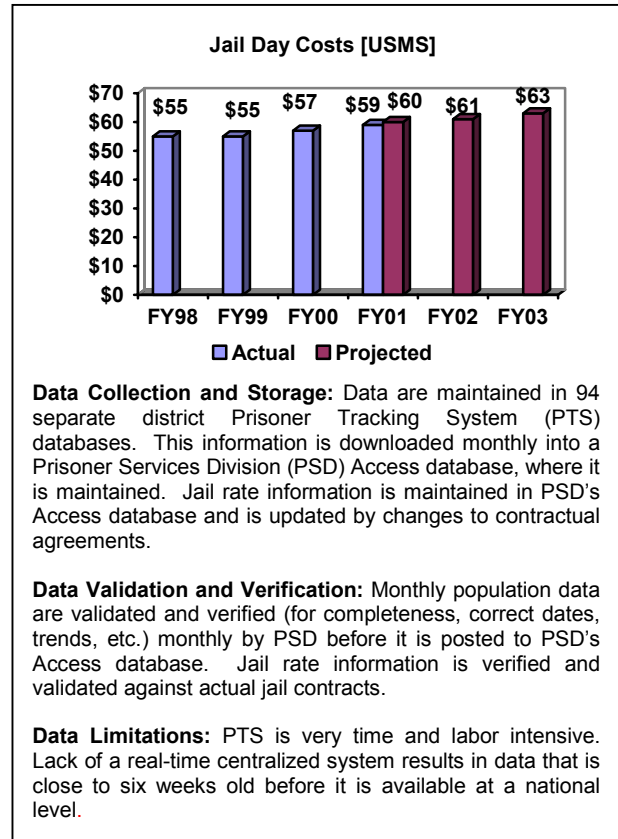 Jail Day Costs [USMS]
$70
$60
$50
$40
$30
$20
$10
$0
$55
$55
$57
$59
$60
$61
$63
FY98 FY99 FY00 FY01 FY02 FY03
Actual Projected
Data Collection and Storage: Data are maintained in 94
separate district Prisoner Tracking System (PTS)
databases. This information is downloaded monthly into a
Prisoner Services Division (PSD) Access database, where it
is maintained. Jail rate information is maintained in PSD's
Access database and is updated by changes to contractual
agreements.
Data Validation and Verification: Monthly population data
are validated and verified (for completeness, correct dates,
trends, etc.) monthly by PSD before it is posted to PSD's
Access database. Jail rate information is verified and
validated against actual jail contracts.
Data Limitations: PTS is very time and labor intensive.
Lack of a real-time centralized system results in data that is
close to six weeks old before it is available at a national
level.